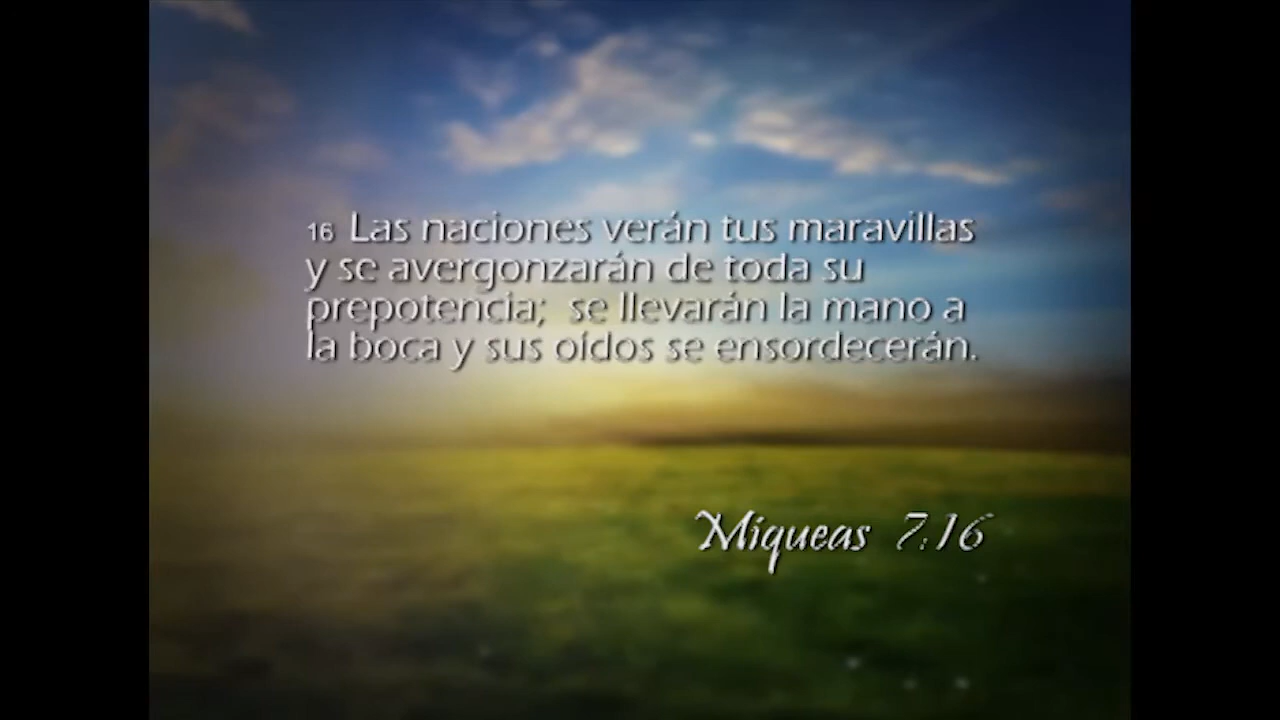 16 Las naciones verán tus maravillas
y se avergonzarán de toda su
prepotencia; se llevarán la mano a
la boca y sus oídos se ensordecerán.
Miqueas 7:16